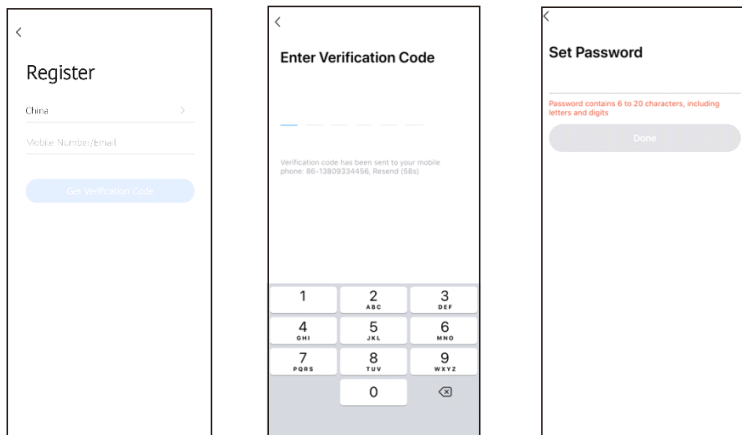 Register
China
Mobile Number/Email
Get Verification Code
Enter Verification Code
Verification code has been sent to your mobile
phone: 86-13809334456, Resend (58s)
1
2
ABC
3
DEF
4
GHI
5
JKL
6
MNO
7
PQRS
8
TUV
9
WXYZ
0
Set Password
Password contains 6 to 20 characters, including
letters and digits
Done